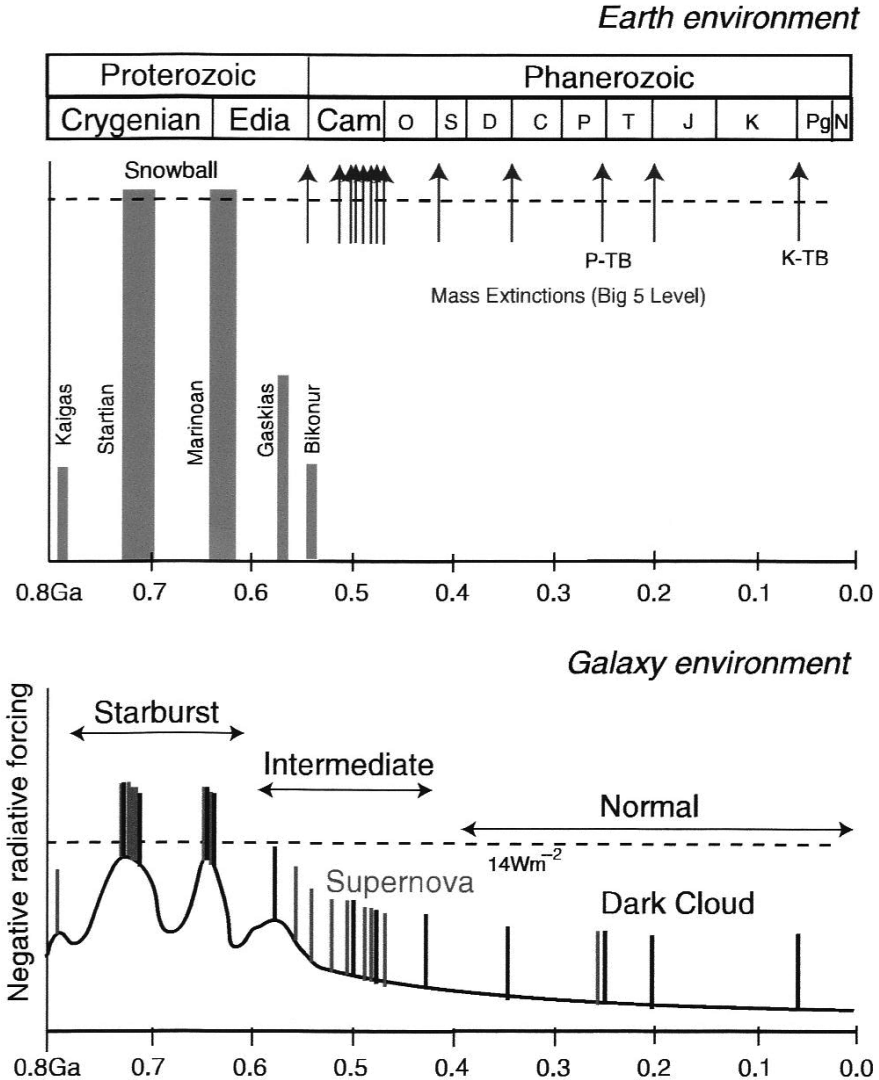 Earth environment
Proterozoic Phanerozoic
Crygenian Edia Cam O S D C P T J K Pg N
Snowball
P-TB K-TB
Mass Extinctions (Big 5 Level)
Kaigas
Startian
Marinoan
Gaskias
Bikonur
0.8Ga 0.7 0.6 0.5 0.4 0.3 0.2 0.1 0.0
Galaxy environment
Negative radiative forcing
Starburst
Intermediate
Normal
14Wm⁻²
Supernova
Dark Cloud
0.8Ga 0.7 0.6 0.5 0.4 0.3 0.2 0.1 0.0